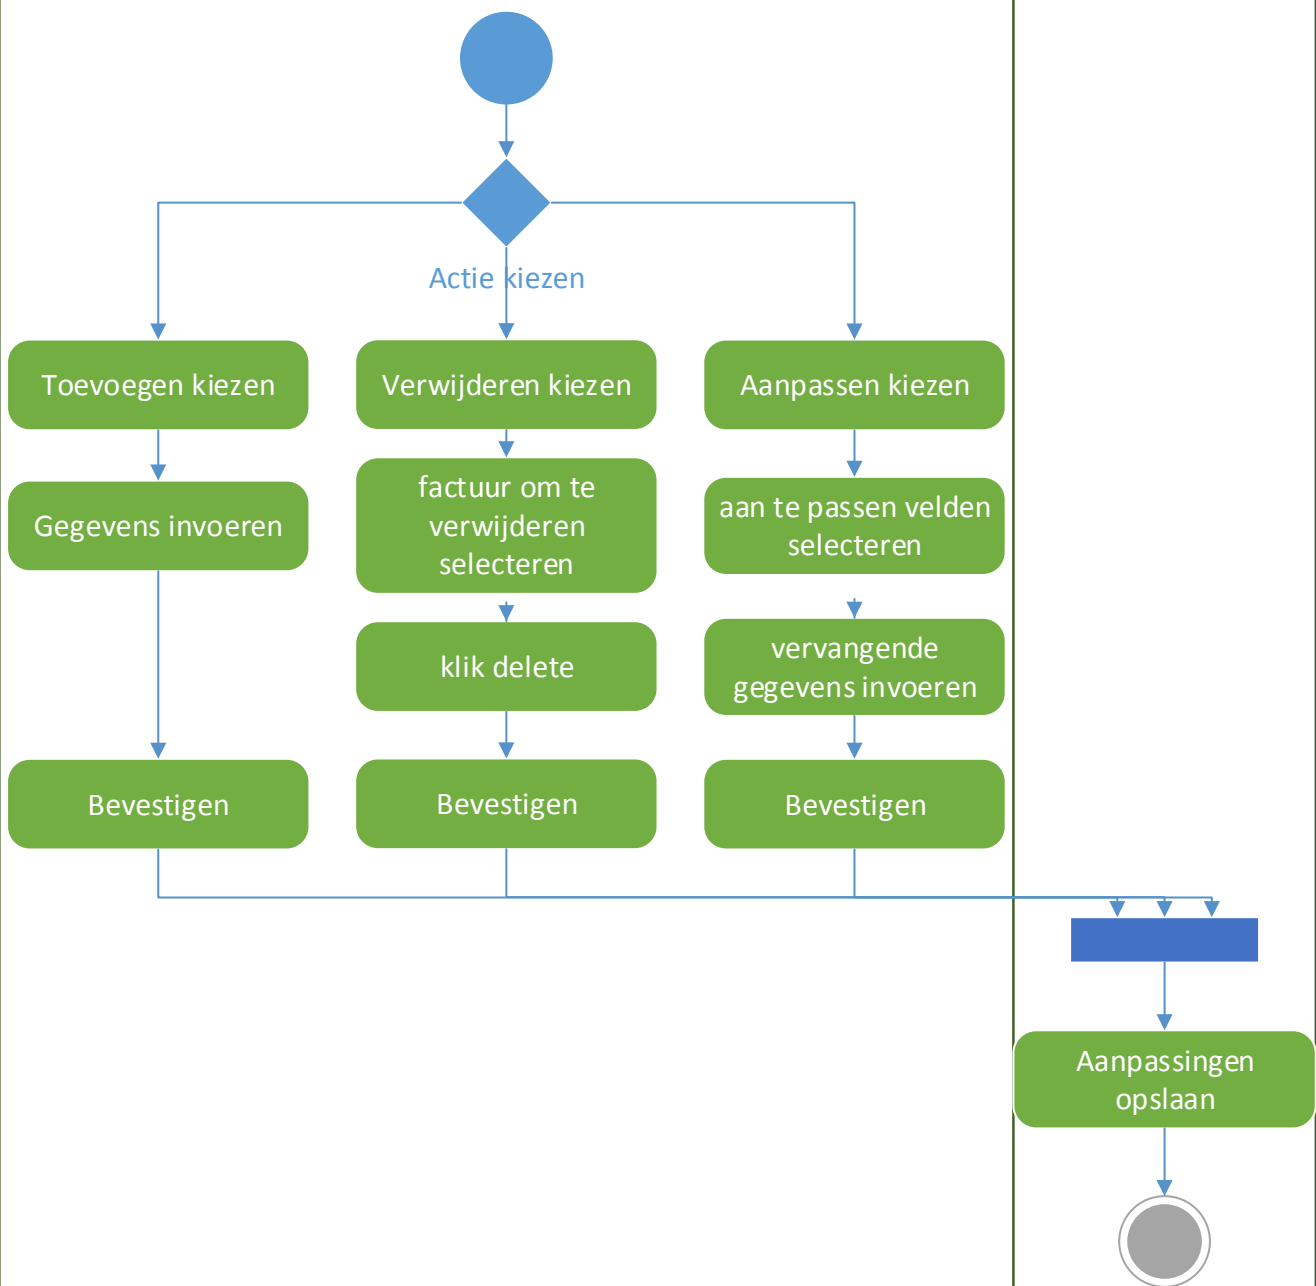 Actie kiezen
Toevoegen kiezen
Verwijderen kiezen
Aanpassen kiezen
Gegevens invoeren
factuur om te
verwijderen
selecteren
aan te passen velden
selecteren
klik delete
vervangende
gegevens invoeren
Bevestigen
Bevestigen
Bevestigen
Aanpassingen
opslaan